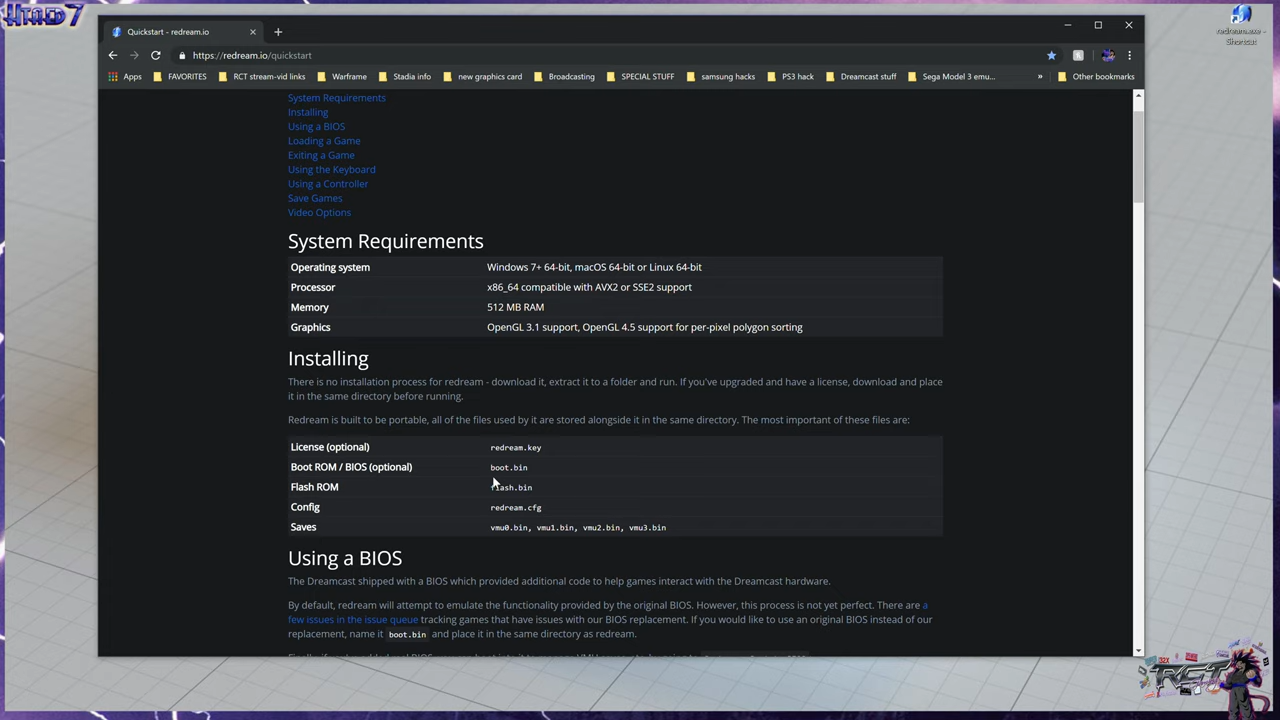 HTRED7
redream.exe - Shortcut
Quickstart - redream.io
https://redream.io/quickstart
Apps FAVORITES RCT stream-vid links Warframe Stadia info new graphics card Broadcasting SPECIAL STUFF samsung hacks PS3 hack Dreamcast stuff Sega Model 3 emu... » Other bookmarks
System Requirements
Installing
Using a BIOS
Loading a Game
Exiting a Game
Using the Keyboard
Using a Controller
Save Games
Video Options
System Requirements
Operating system Windows 7+ 64-bit, macOS 64-bit or Linux 64-bit
Processor x86_64 compatible with AVX2 or SSE2 support
Memory 512 MB RAM
Graphics OpenGL 3.1 support, OpenGL 4.5 support for per-pixel polygon sorting
Installing
There is no installation process for redream - download it, extract it to a folder and run. If you've upgraded and have a license, download and place
it in the same directory before running.
Redream is built to be portable, all of the files used by it are stored alongside it in the same directory. The most important of these files are:
License (optional) redream.key
Boot ROM / BIOS (optional) boot.bin
Flash ROM flash.bin
Config redream.cfg
Saves vmu0.bin, vmu1.bin, vmu2.bin, vmu3.bin
Using a BIOS
The Dreamcast shipped with a BIOS which provided additional code to help games interact with the Dreamcast hardware.
By default, redream will attempt to emulate the functionality provided by the original BIOS. However, this process is not yet perfect. There are a
few issues in the issue queue tracking games that have issues with our BIOS replacement. If you would like to use an original BIOS instead of our
replacement, name it boot.bin and place it in the same directory as redream.
RCT